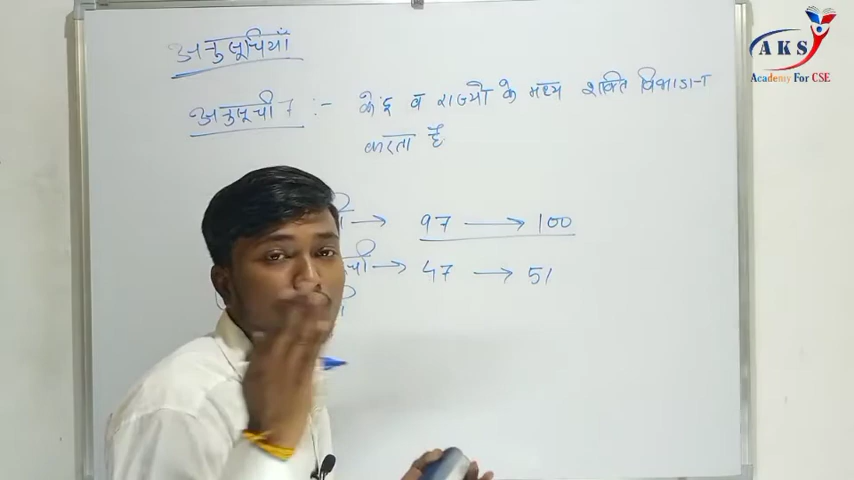 अनुसूचियाँ
अनुसूची 7 :- केंद्र व राज्यों के मध्य शक्ति विभाजन
करता है
97 → 100
ची → 47 → 51
AKS
Academy For CSE